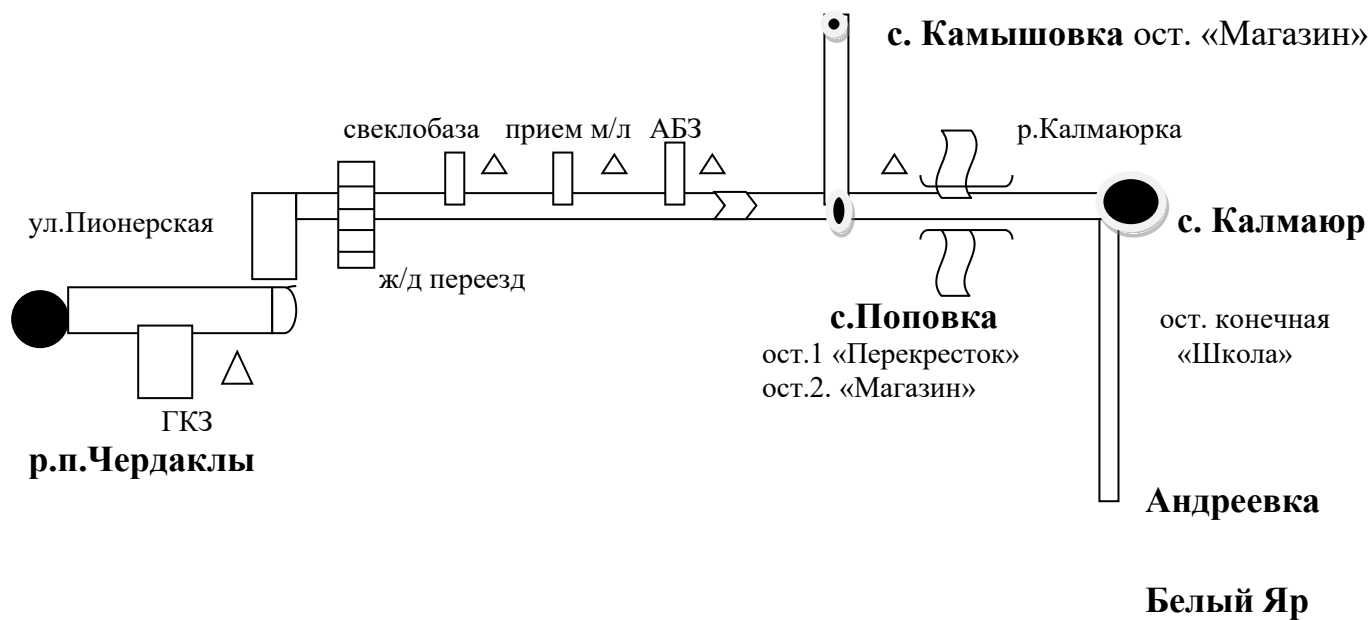 с. Камышовка ост. «Магазин»
свеклобаза
прием м/л
АБЗ
р.Калмаюрка
ул.Пионерская
с. Калмаюр
ж/д переезд
с.Поповка
ост.1 «Перекресток»
ост.2. «Магазин»
ост. конечная
«Школа»
ГКЗ
р.п.Чердаклы
Андреевка
Белый Яр